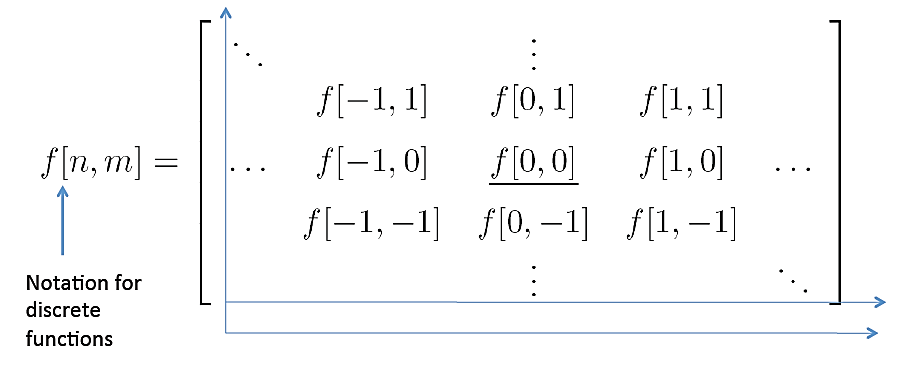 ⋱ ⋮
f[−1, 1] f[0, 1] f[1, 1]
f[n, m] = ... f[−1, 0] f[0, 0] f[1, 0] ...
f[−1, −1] f[0, −1] f[1, −1]
⋮ ⋱
Notation for
discrete
functions